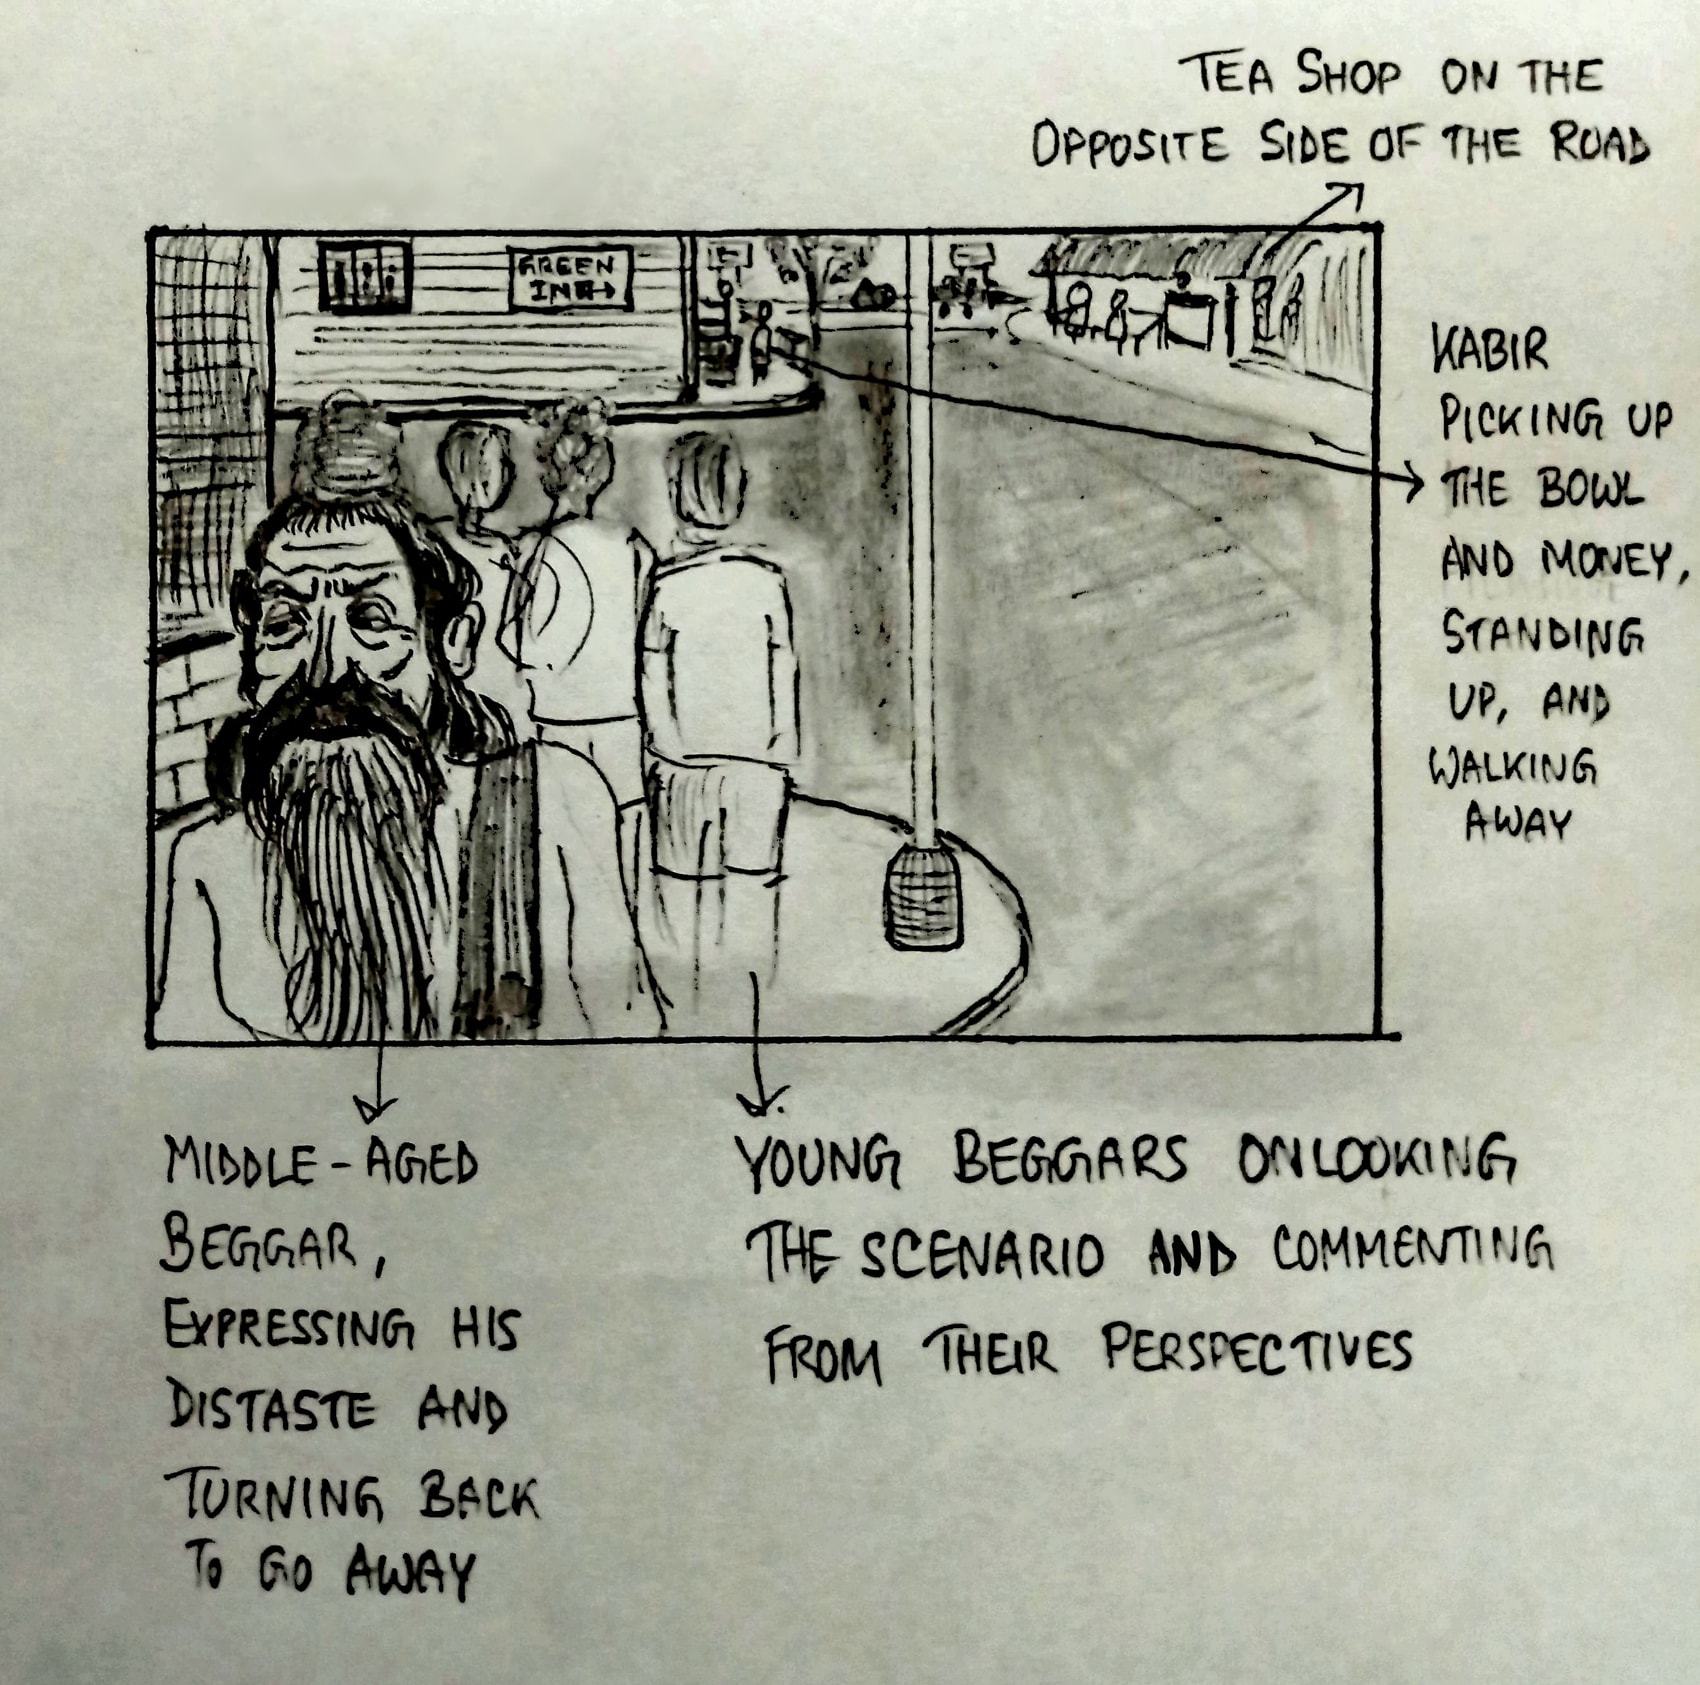 TEA SHOP ON THE
OPPOSITE SIDE OF THE ROAD
GREEN
INN
KABIR
PICKING UP
THE BOWL
AND MONEY,
STANDING
UP, AND
WALKING
AWAY
MIDDLE-AGED
BEGGAR,
EXPRESSING HIS
DISTASTE AND
TURNING BACK
TO GO AWAY
YOUNG BEGGARS ONLOOKING
THE SCENARIO AND COMMENTING
FROM THEIR PERSPECTIVES